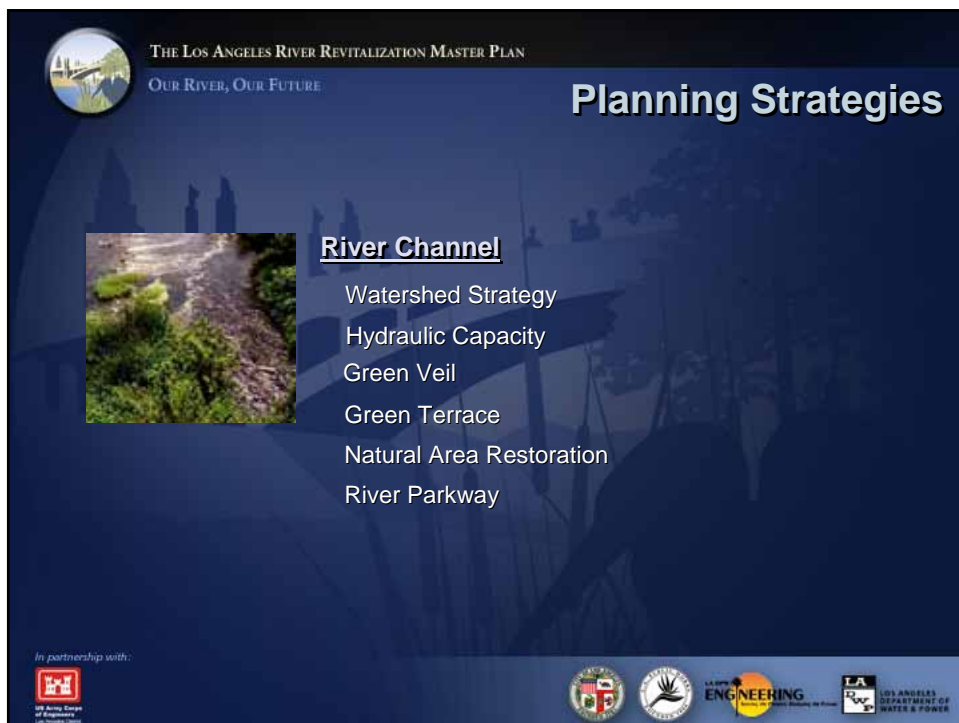 THE LOS ANGELES RIVER REVITALIZATION MASTER PLAN
OUR RIVER, OUR FUTURE
Planning Strategies
River Channel
Watershed Strategy
Hydraulic Capacity
Green Veil
Green Terrace
Natural Area Restoration
River Parkway
In partnership with:
US Army Corps
of Engineers
ENGINEERING
LA
DWP
LOS ANGELES
DEPARTMENT OF
WATER & POWER